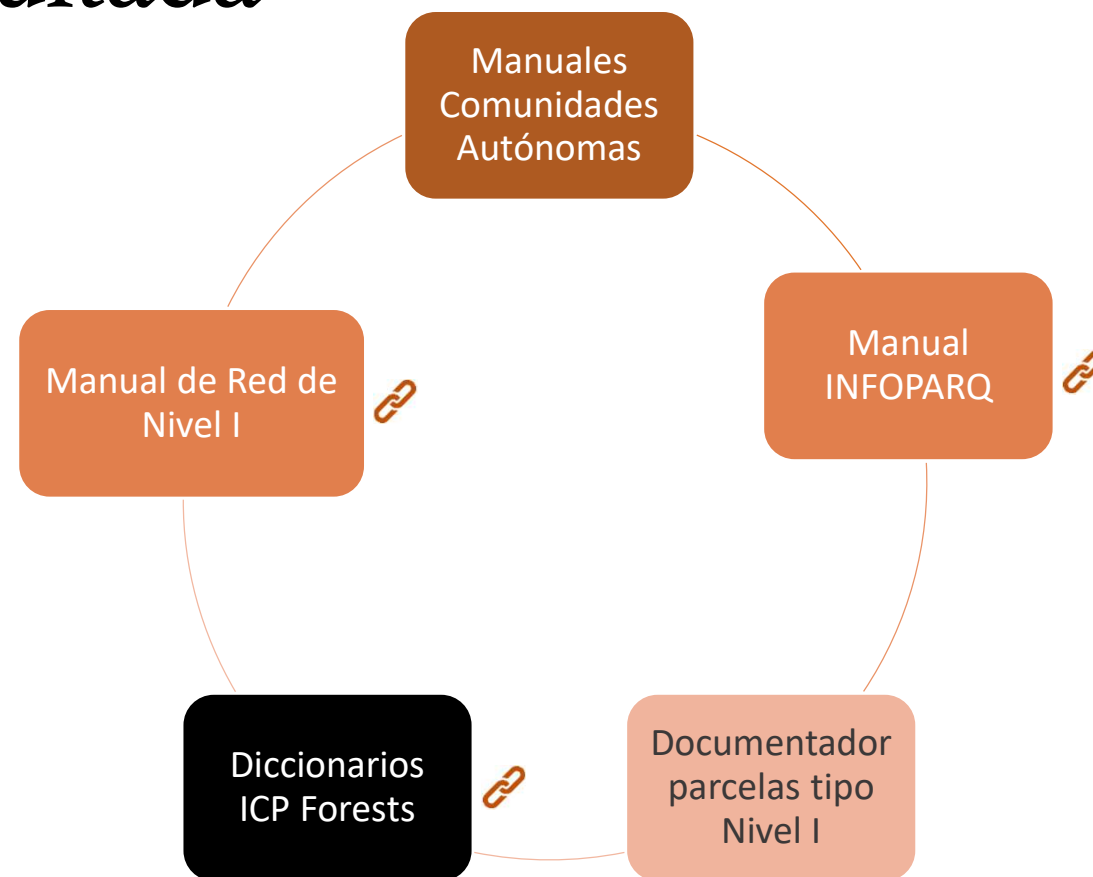 Manuales
Comunidades
Autónomas
Manual
INFOPARQ
Manual de Red de
Nivel I
Diccionarios
ICP Forests
Documentador
parcelas tipo
Nivel I